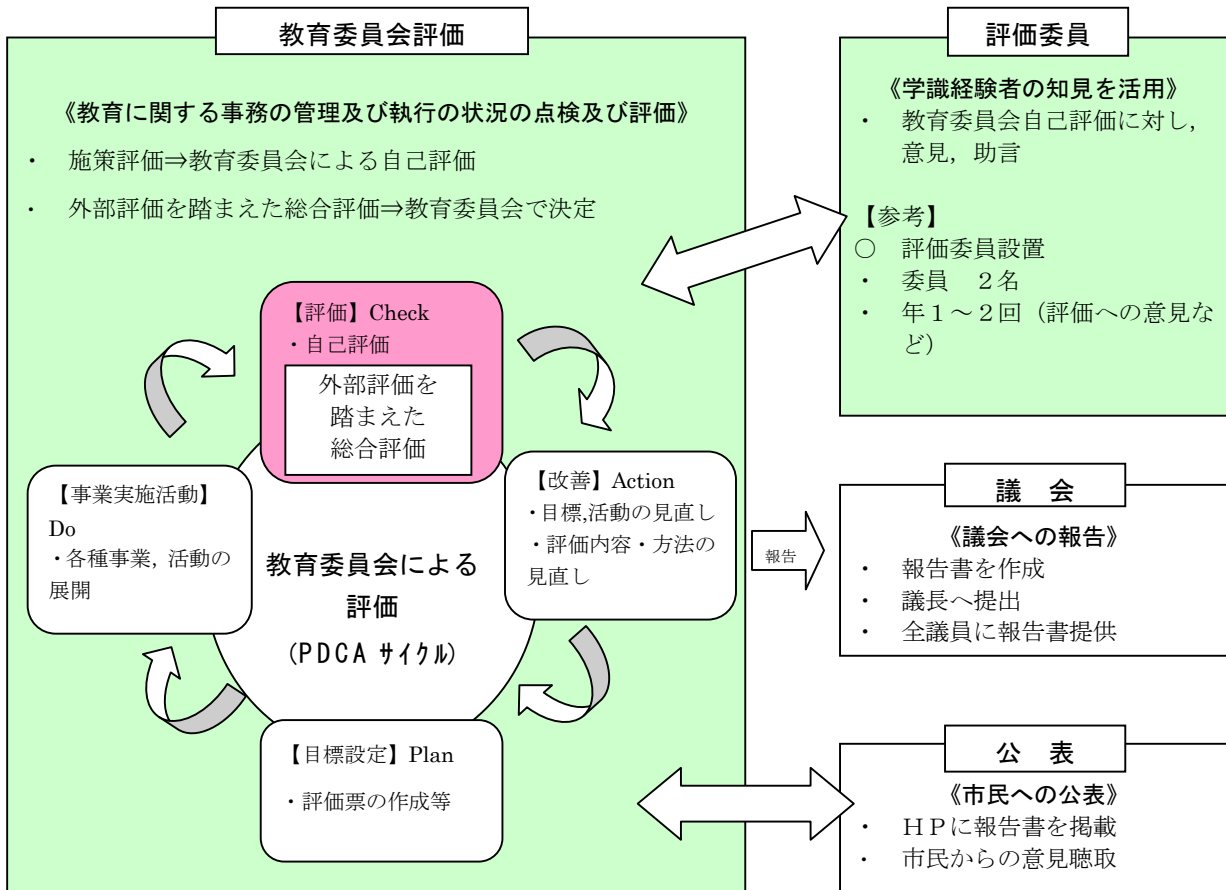 教育委員会評価
《教育に関する事務の管理及び執行の状況の点検及び評価》
・ 施策評価⇒教育委員会による自己評価
・ 外部評価を踏まえた総合評価⇒教育委員会で決定
【評価】Check
・自己評価
外部評価を
踏まえた
総合評価
【事業実施活動】
Do
・各種事業, 活動の
展開
【改善】Action
・目標,活動の見直し
・評価内容・方法の
見直し
教育委員会による
評価
(PDCA ｻｲｸﾙ)
【目標設定】Plan
・評価票の作成等
評価委員
《学識経験者の知見を活用》
・ 教育委員会自己評価に対し,
意見, 助言
【参考】
○ 評価委員設置
・ 委員 ２名
・ 年１～２回（評価への意見な
ど）
報告
議 会
《議会への報告》
・ 報告書を作成
・ 議長へ提出
・ 全議員に報告書提供
公 表
《市民への公表》
・ ＨＰに報告書を掲載
・ 市民からの意見聴取